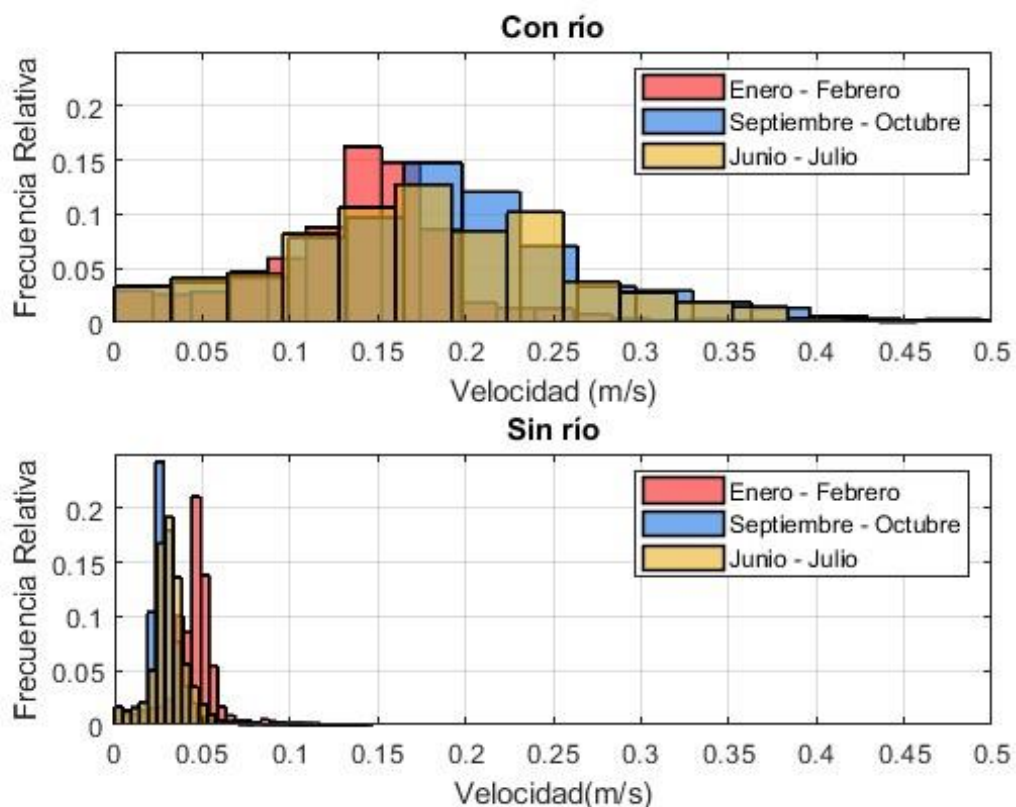 Con río
Frecuencia Relativa
0.2
0.15
0.1
0.05
0
Enero - Febrero
Septiembre - Octubre
Junio - Julio
0 0.05 0.1 0.15 0.2 0.25 0.3 0.35 0.4 0.45 0.5
Velocidad (m/s)
Sin río
Frecuencia Relativa
0.2
0.15
0.1
0.05
0
Enero - Febrero
Septiembre - Octubre
Junio - Julio
0 0.05 0.1 0.15 0.2 0.25 0.3 0.35 0.4 0.45 0.5
Velocidad(m/s)